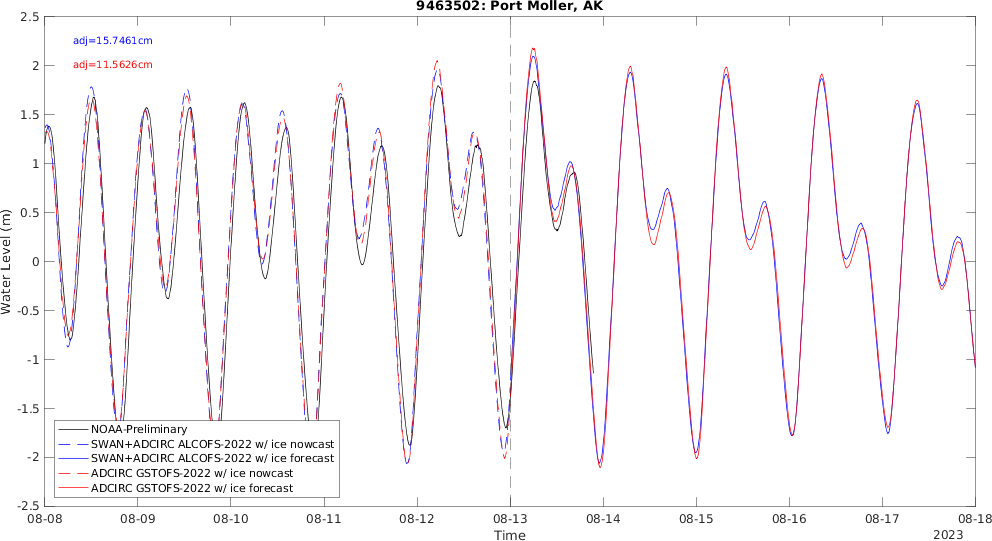 9463502: Port Moller, AK
adj=15.7461cm
adj=11.5626cm
Water Level (m)
2.5
2
1.5
1
0.5
0
-0.5
-1
-1.5
-2
-2.5
NOAA-Preliminary
SWAN+ADCIRC ALCOFS-2022 w/ ice nowcast
SWAN+ADCIRC ALCOFS-2022 w/ ice forecast
ADCIRC GSTOFS-2022 w/ ice nowcast
ADCIRC GSTOFS-2022 w/ ice forecast
08-08 08-09 08-10 08-11 08-12 08-13 08-14 08-15 08-16 08-17 08-18
Time
2023